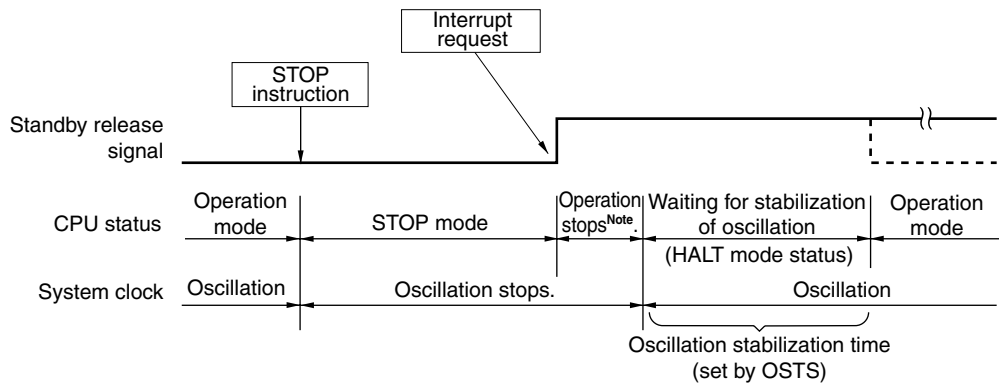 Interrupt
request
STOP
instruction
Standby release
signal
CPU status
Operation
mode
STOP mode
Operation
stopsNote.
Waiting for stabilization
of oscillation
(HALT mode status)
Operation
mode
System clock
Oscillation
Oscillation stops.
Oscillation
Oscillation stabilization time
(set by OSTS)